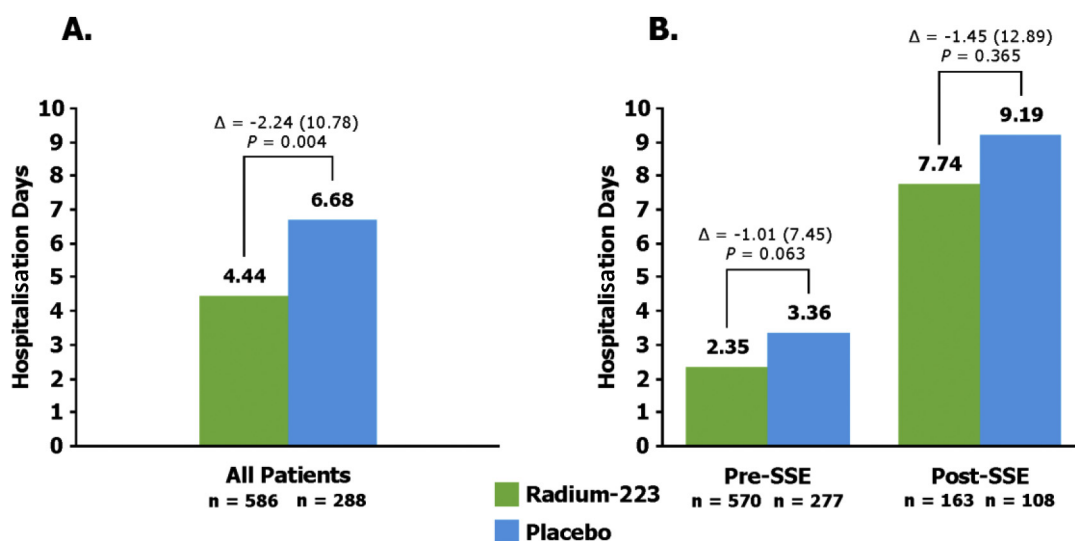 A.
Hospitalisation Days
10
9
8
7
6
5
4
3
2
1
0
Δ = -2.24 (10.78)
P = 0.004
4.44
6.68
All Patients
n = 586 n = 288
B.
Hospitalisation Days
10
9
8
7
6
5
4
3
2
1
0
Δ = -1.01 (7.45)
P = 0.063
2.35
3.36
Δ = -1.45 (12.89)
P = 0.365
7.74
9.19
Pre-SSE
n = 570 n = 277
Post-SSE
n = 163 n = 108
Radium-223
Placebo